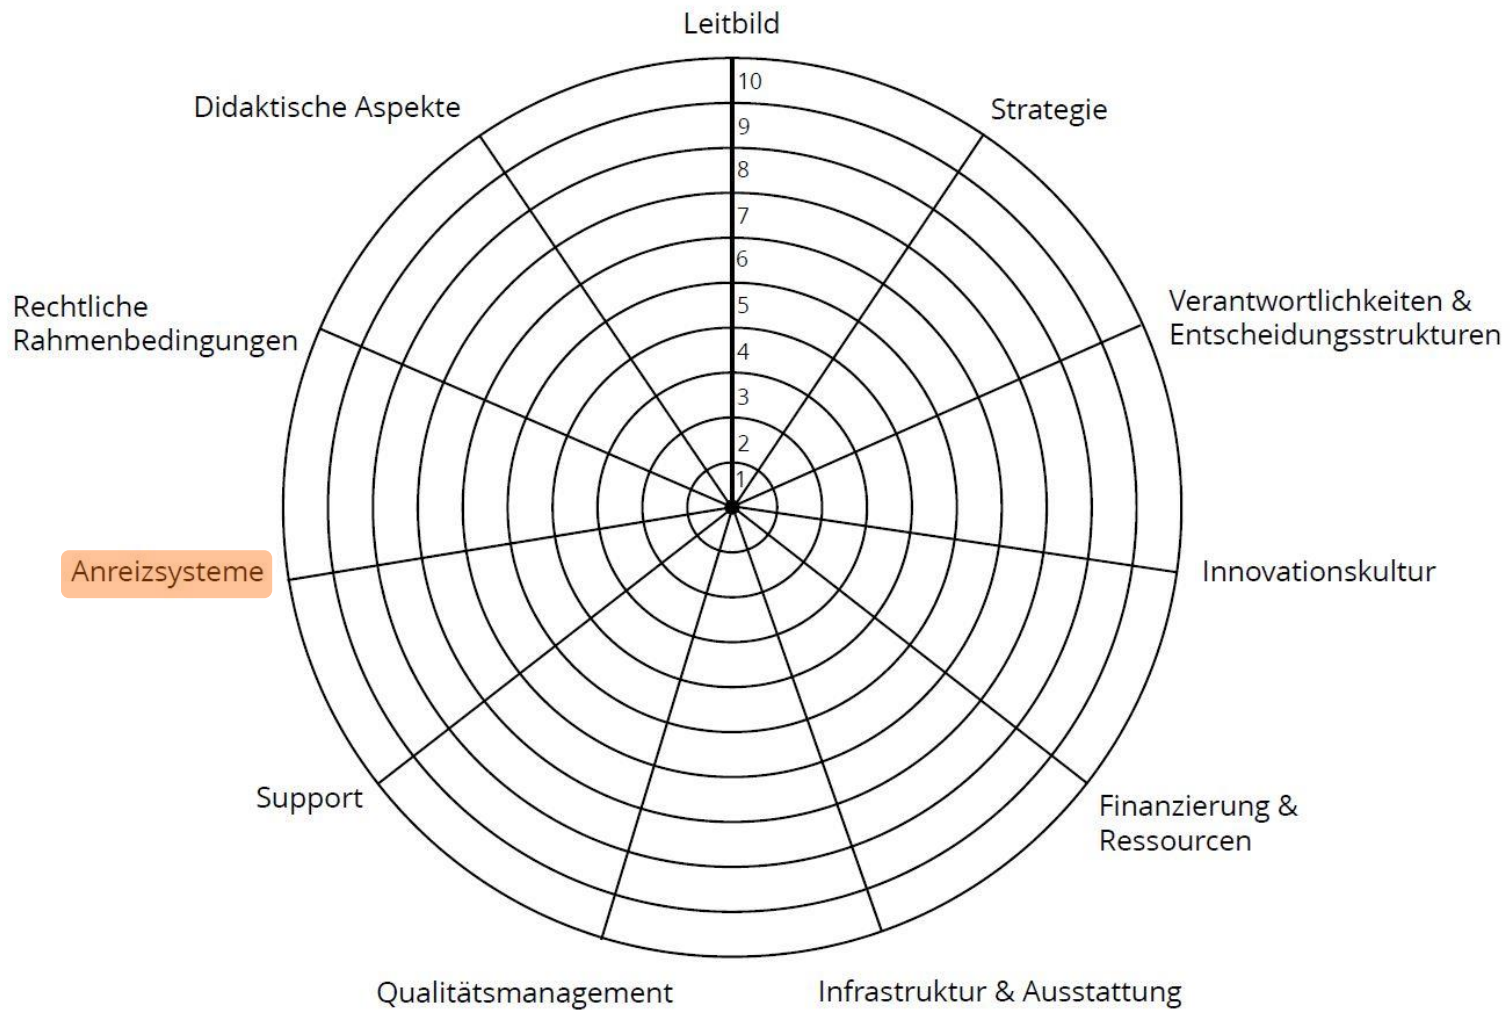 Leitbild
10
Didaktische Aspekte
Strategie
9
8
7
6
Rechtliche
Rahmenbedingungen
Verantwortlichkeiten &
Entscheidungsstrukturen
5
4
3
2
1
Anreizsysteme
Innovationskultur
Support
Finanzierung &
Ressourcen
Qualitätsmanagement
Infrastruktur & Ausstattung